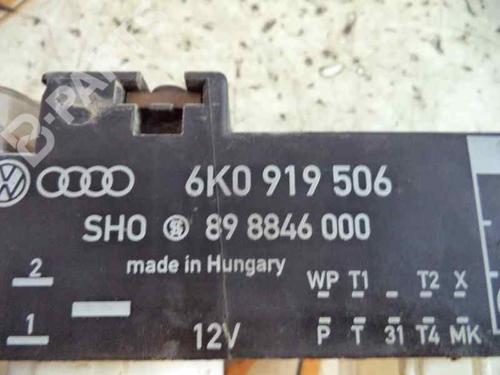 6K0 919 506
SHO 89 8846 000
made in Hungary
WP T1 - T2 X
2
1
12V
P T 31 T4 MK